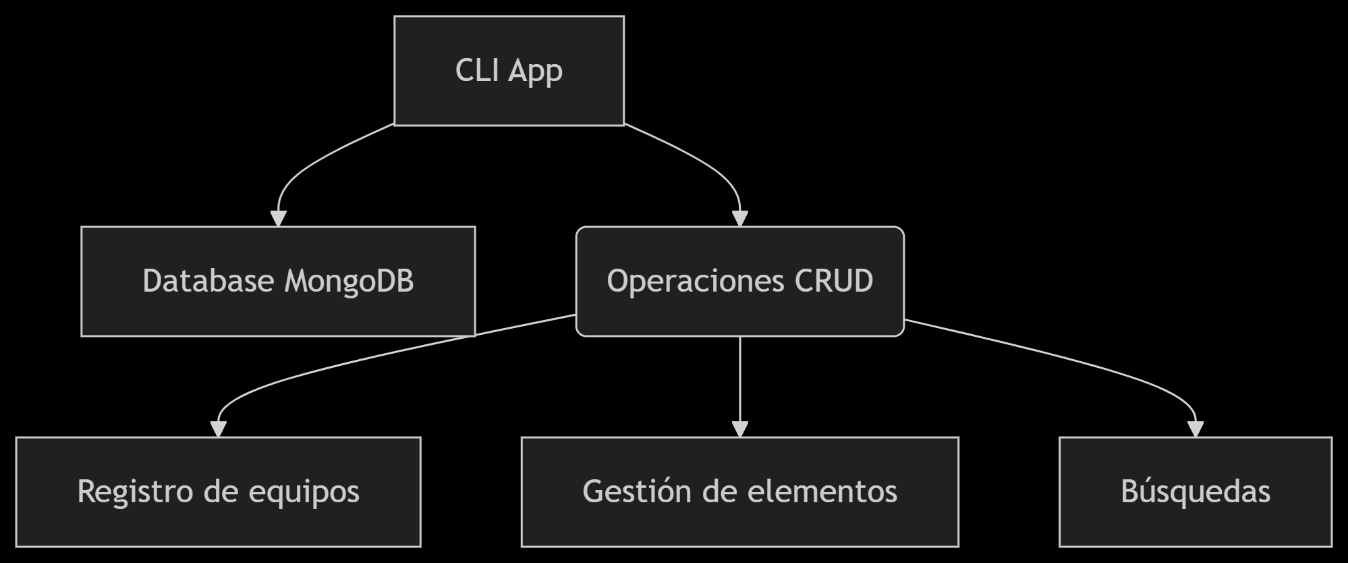 CLI App
Database MongoDB
Operaciones CRUD
Registro de equipos
Gestión de elementos
Búsquedas